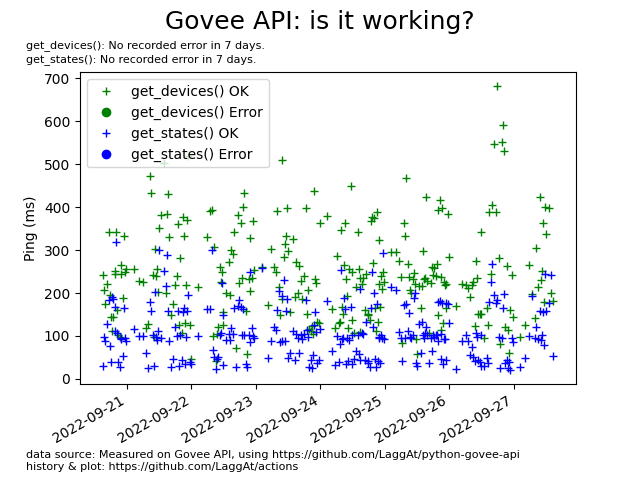 Govee API: is it working?
get_devices(): No recorded error in 7 days.
get_states(): No recorded error in 7 days.
700
600
500
400
300
200
100
0
Ping (ms)
get_devices() OK
get_devices() Error
get_states() OK
get_states() Error
2022-09-21
2022-09-22
2022-09-23
2022-09-24
2022-09-25
2022-09-26
2022-09-27
data source: Measured on Govee API, using https://github.com/LaggAt/python-govee-api
history & plot: https://github.com/LaggAt/actions